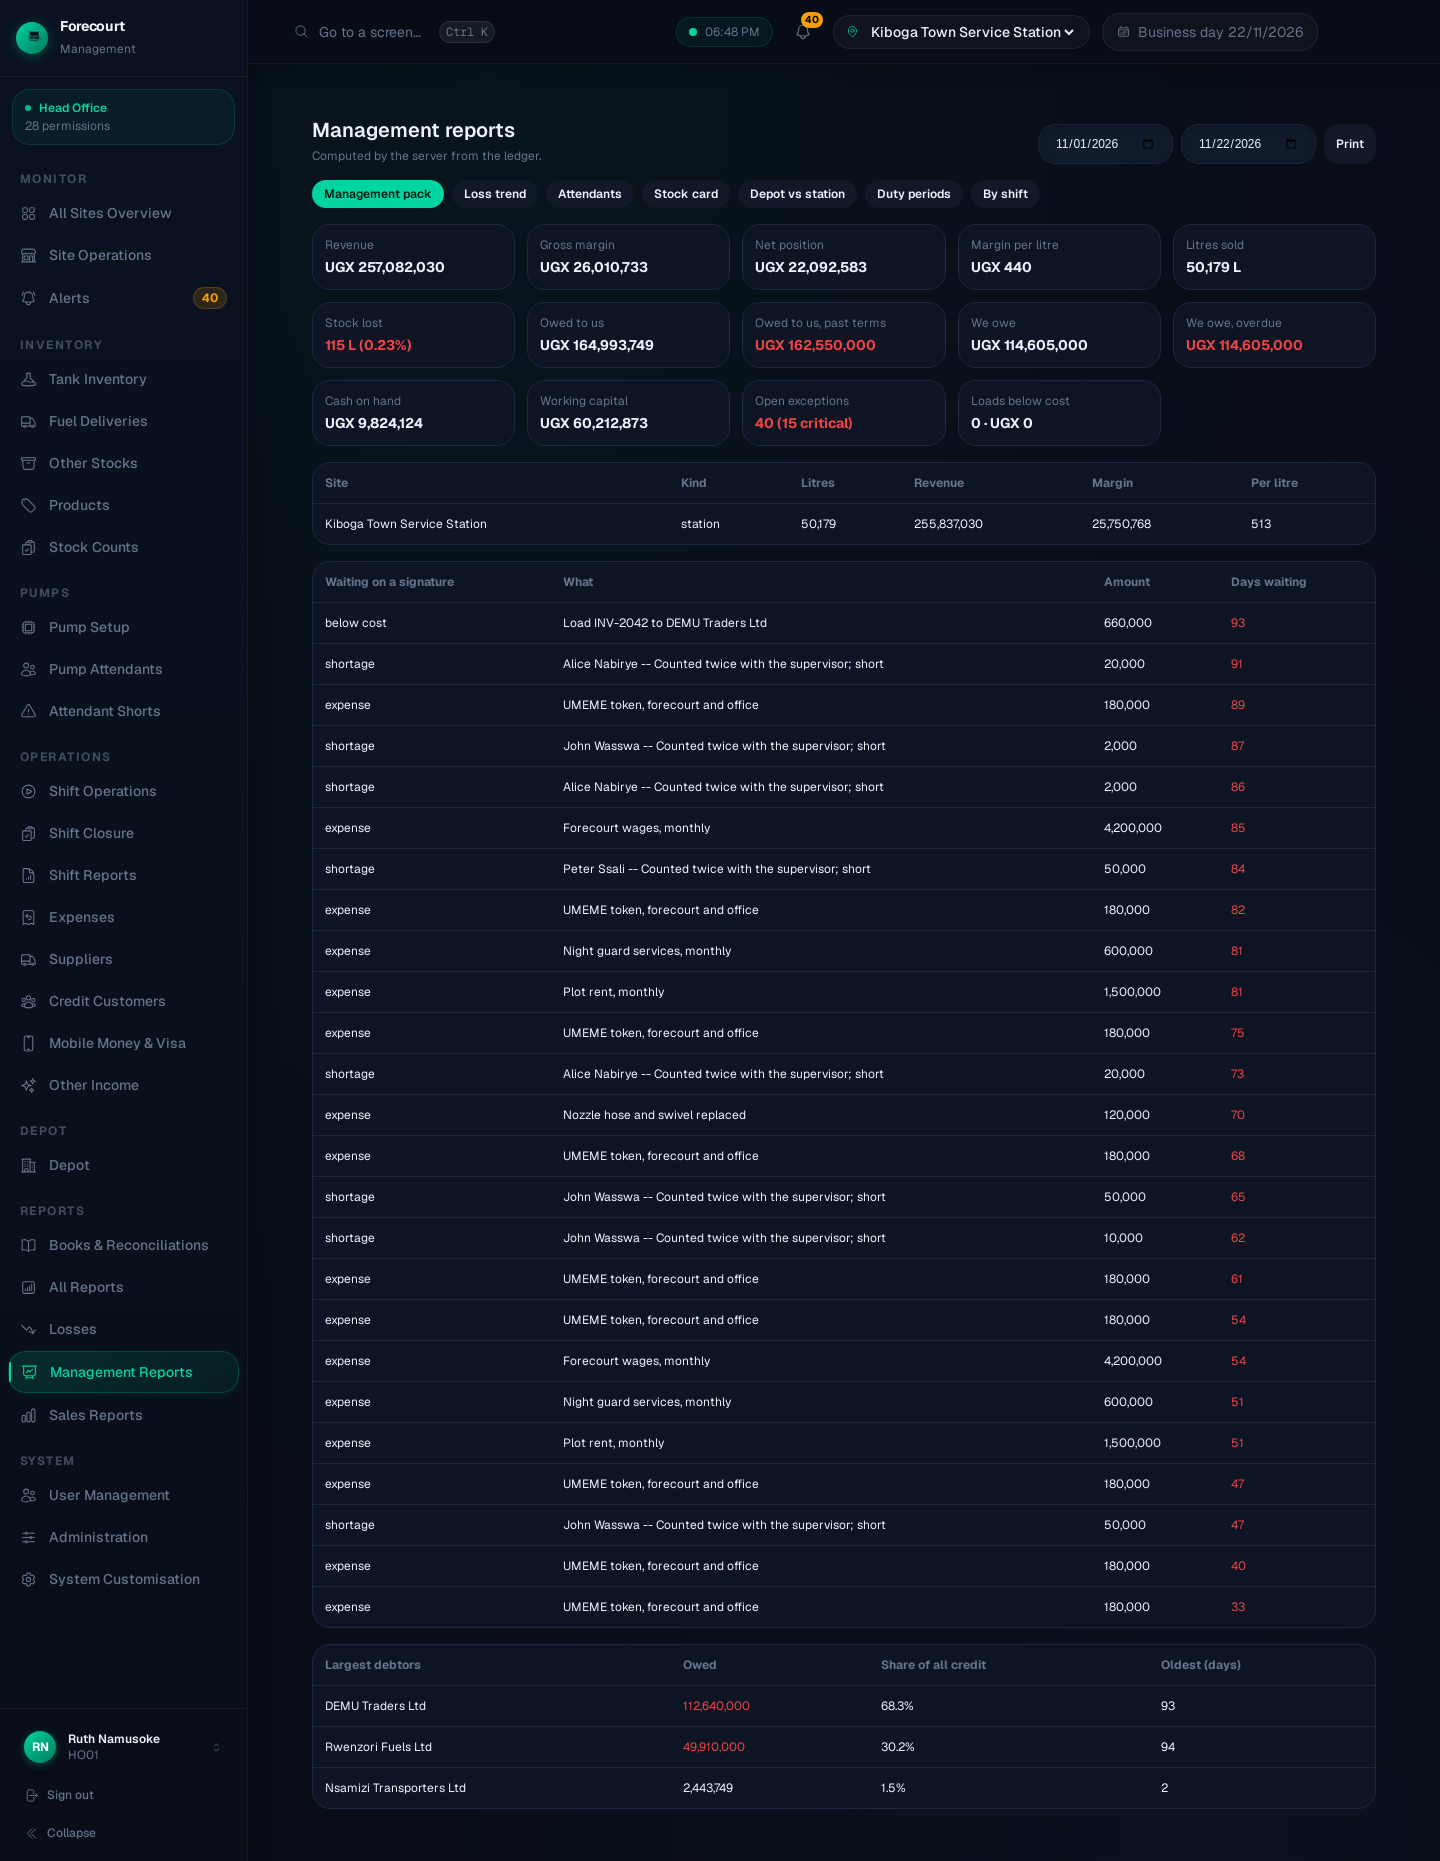 Forecourt
Management
Head Office
28 permissions
MONITOR
All Sites Overview
Site Operations
Alerts 40
INVENTORY
Tank Inventory
Fuel Deliveries
Other Stocks
Products
Stock Counts
PUMPS
Pump Setup
Pump Attendants
Attendant Shorts
OPERATIONS
Shift Operations
Shift Closure
Shift Reports
Expenses
Suppliers
Credit Customers
Mobile Money & Visa
Other Income
DEPOT
Depot
REPORTS
Books & Reconciliations
All Reports
Losses
Management Reports
Sales Reports
SYSTEM
User Management
Administration
System Customisation
RN Ruth Namusoke
HO01
Sign out
Collapse
Go to a screen... Ctrl K 06:48 PM 40 Kiboga Town Service Station Business day 22/11/2026
Management reports
Computed by the server from the ledger.
11/01/2026 11/22/2026 Print
Management pack Loss trend Attendants Stock card Depot vs station Duty periods By shift
Revenue Gross margin Net position Margin per litre Litres sold
UGX 257,082,030 UGX 26,010,733 UGX 22,092,583 UGX 440 50,179 L
Stock lost Owed to us Owed to us, past terms We owe We owe, overdue
115 L (0.23%) UGX 164,993,749 UGX 162,550,000 UGX 114,605,000 UGX 114,605,000
Cash on hand Working capital Open exceptions Loads below cost
UGX 9,824,124 UGX 60,212,873 40 (15 critical) 0 · UGX 0
Site Kind Litres Revenue Margin Per litre
Kiboga Town Service Station station 50,179 255,837,030 25,750,768 513
Waiting on a signature What Amount Days waiting
below cost Load INV-2042 to DEMU Traders Ltd 660,000 93
shortage Alice Nabirye -- Counted twice with the supervisor; short 20,000 91
expense UMEME token, forecourt and office 180,000 89
shortage John Wasswa -- Counted twice with the supervisor; short 2,000 87
shortage Alice Nabirye -- Counted twice with the supervisor; short 2,000 86
expense Forecourt wages, monthly 4,200,000 85
shortage Peter Ssali -- Counted twice with the supervisor; short 50,000 84
expense UMEME token, forecourt and office 180,000 82
expense Night guard services, monthly 600,000 81
expense Plot rent, monthly 1,500,000 81
expense UMEME token, forecourt and office 180,000 75
shortage Alice Nabirye -- Counted twice with the supervisor; short 20,000 73
expense Nozzle hose and swivel replaced 120,000 70
expense UMEME token, forecourt and office 180,000 68
shortage John Wasswa -- Counted twice with the supervisor; short 50,000 65
shortage John Wasswa -- Counted twice with the supervisor; short 10,000 62
expense UMEME token, forecourt and office 180,000 61
expense UMEME token, forecourt and office 180,000 54
expense Forecourt wages, monthly 4,200,000 54
expense Night guard services, monthly 600,000 51
expense Plot rent, monthly 1,500,000 51
expense UMEME token, forecourt and office 180,000 47
shortage John Wasswa -- Counted twice with the supervisor; short 50,000 47
expense UMEME token, forecourt and office 180,000 40
expense UMEME token, forecourt and office 180,000 33
Largest debtors Owed Share of all credit Oldest (days)
DEMU Traders Ltd 112,640,000 68.3% 93
Rwenzori Fuels Ltd 49,910,000 30.2% 94
Nsamizi Transporters Ltd 2,443,749 1.5% 2